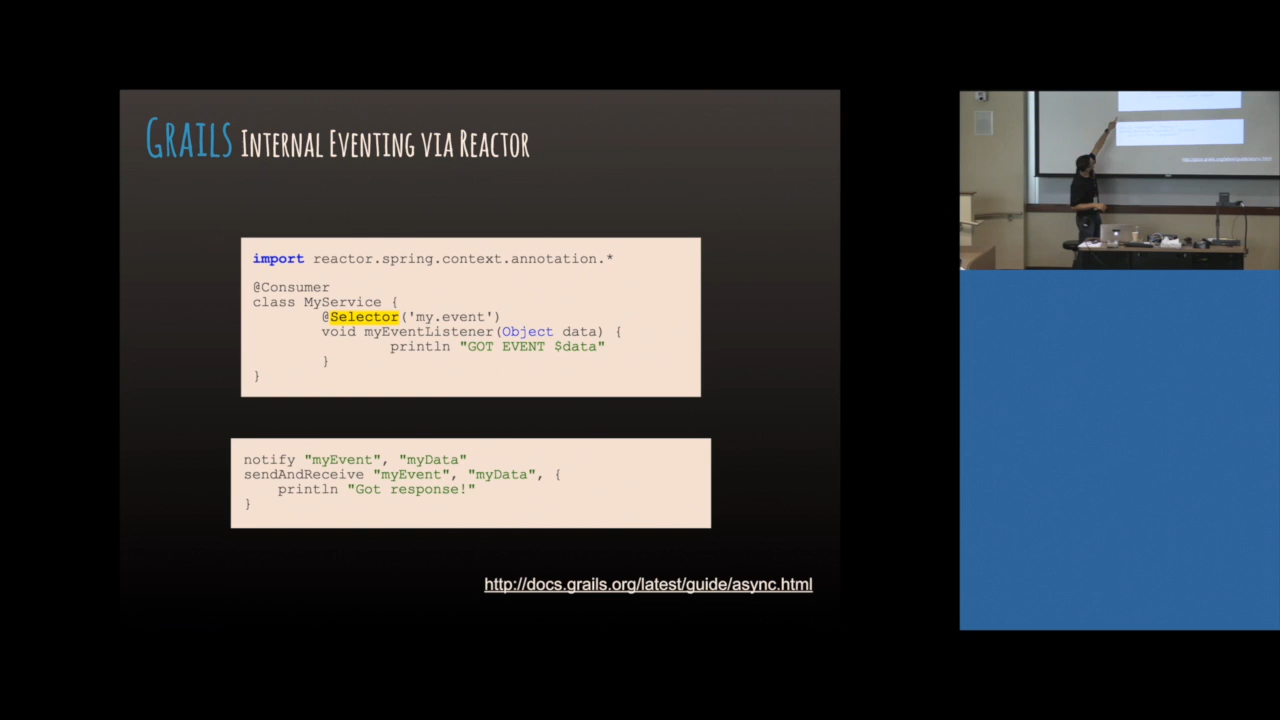 GRAILS INTERNAL EVENTING VIA REACTOR
import reactor.spring.context.annotation.*
@Consumer
class MyService {
@Selector('my.event')
void myEventListener(Object data) {
println "GOT EVENT $data"
}
}
notify "myEvent", "myData"
sendAndReceive "myEvent", "myData", {
println "Got response!"
}
http://docs.grails.org/latest/guide/async.html